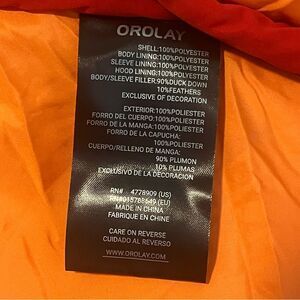 OROLAY
SHELL:100%POLYESTER
BODY LINING:100%POLYESTER
SLEEVE LINING:100%POLYESTER
HOOD LINING:100%POLYESTER
BODY/SLEEVE FILLER:90%DUCK DOWN
10%FEATHERS
EXCLUSIVE OF DECORATION
EXTERIOR:100%POLIESTER
FORRO DEL CUERPO:100%POLIESTER
FORRO DE LA MANGA:100%POLIESTER
FORRO DE LA CAPUCHA:
100%POLIESTER
CUERPO/RELLENO DE MANGA:
90% PLUMON
10% PLUMAS
EXCLUSIVO DE LA DECORACION
RN# 4778909 (US)
RN#015788649 (EU)
MADE IN CHINA
FABRIQUE EN CHINE
CARE ON REVERSE
CUIDADO AL REVERSO
WWW.OROLAY.COM